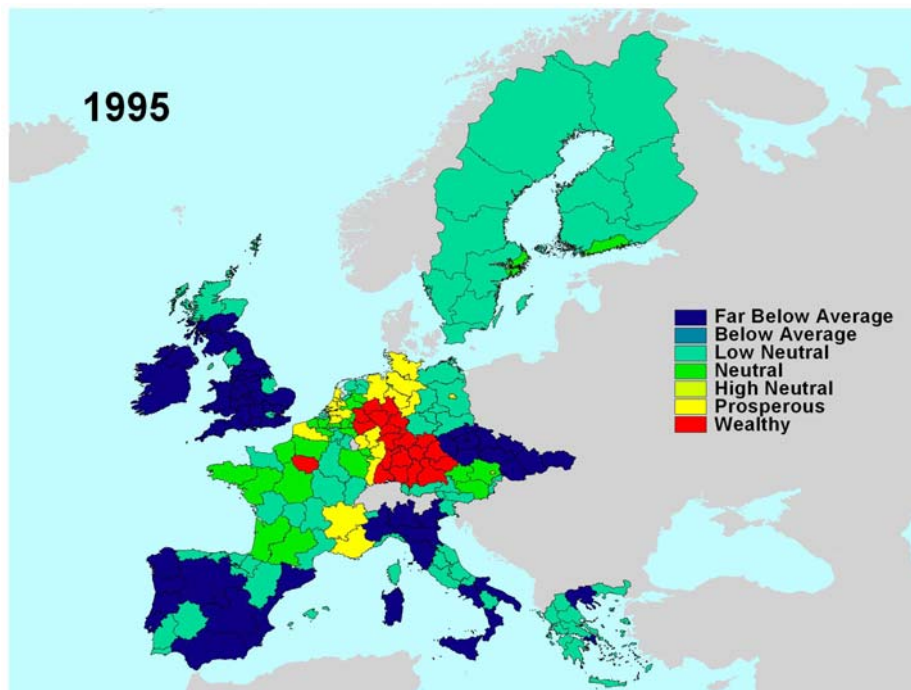 1995
Far Below Average
Below Average
Low Neutral
Neutral
High Neutral
Prosperous
Wealthy